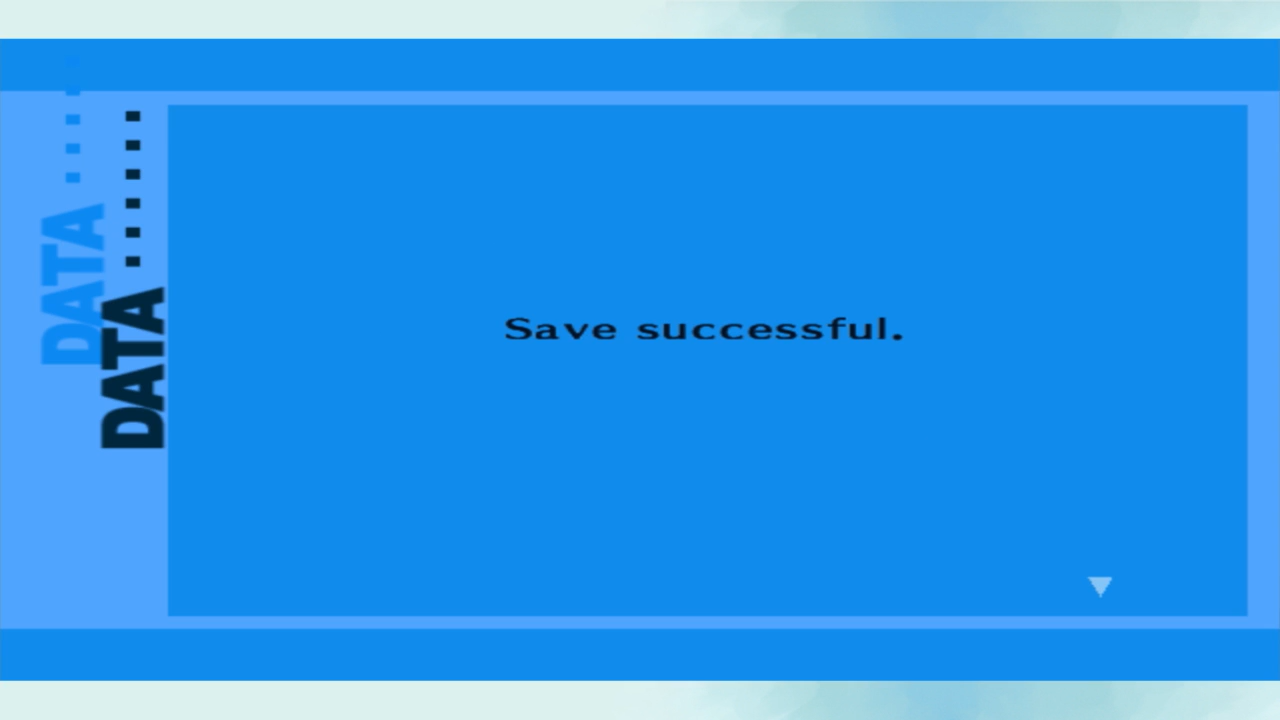 DATA ......
DATA ......
Save successful.